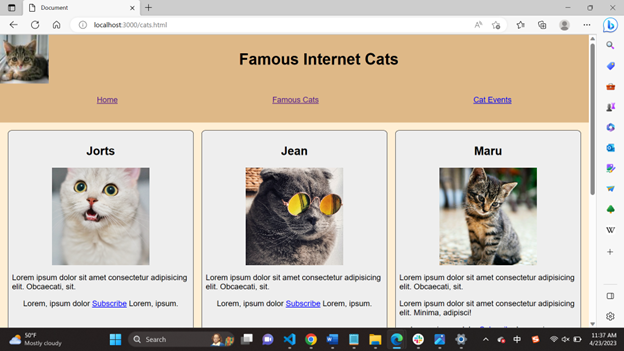 Document
localhost:3000/cats.html
Famous Internet Cats
Home
Famous Cats
Cat Events
Jorts
Jean
Maru
Lorem ipsum dolor sit amet consectetur adipisicing
elit. Obcaecati, sit.
Lorem, ipsum dolor Subscribe Lorem, ipsum.
Lorem ipsum dolor sit amet consectetur adipisicing
elit. Obcaecati, sit.
Lorem, ipsum dolor Subscribe Lorem, ipsum.
Lorem ipsum dolor sit amet consectetur adipisicing
elit. Obcaecati, sit.
Lorem ipsum dolor sit amet consectetur adipisicing
elit. Minima, adipisci!
50°F
Mostly cloudy
Search
中
11:37 AM
4/23/2023